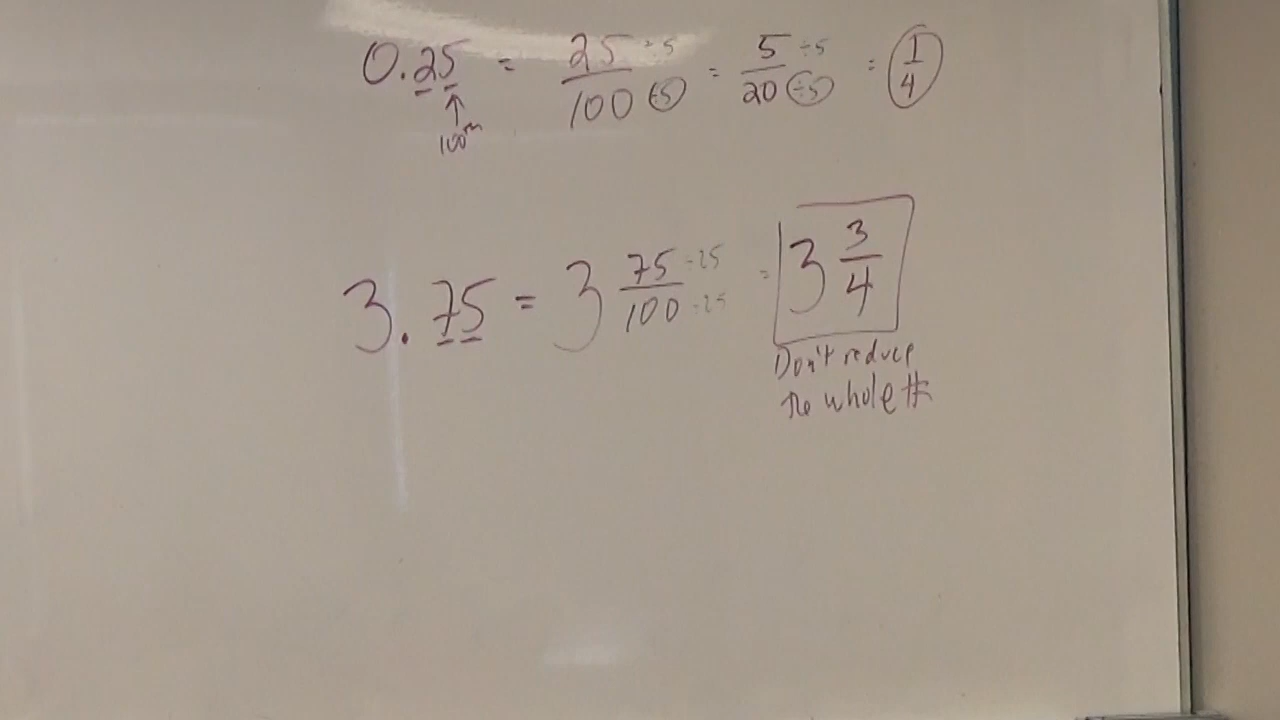 0.25 = 25/100 ÷5 ÷5 = 5/20 ÷5 ÷5 = 1/4
↑
100th
3.75 = 3 75/100 ÷25 ÷25 = 3 3/4
Don't reduce
the whole #